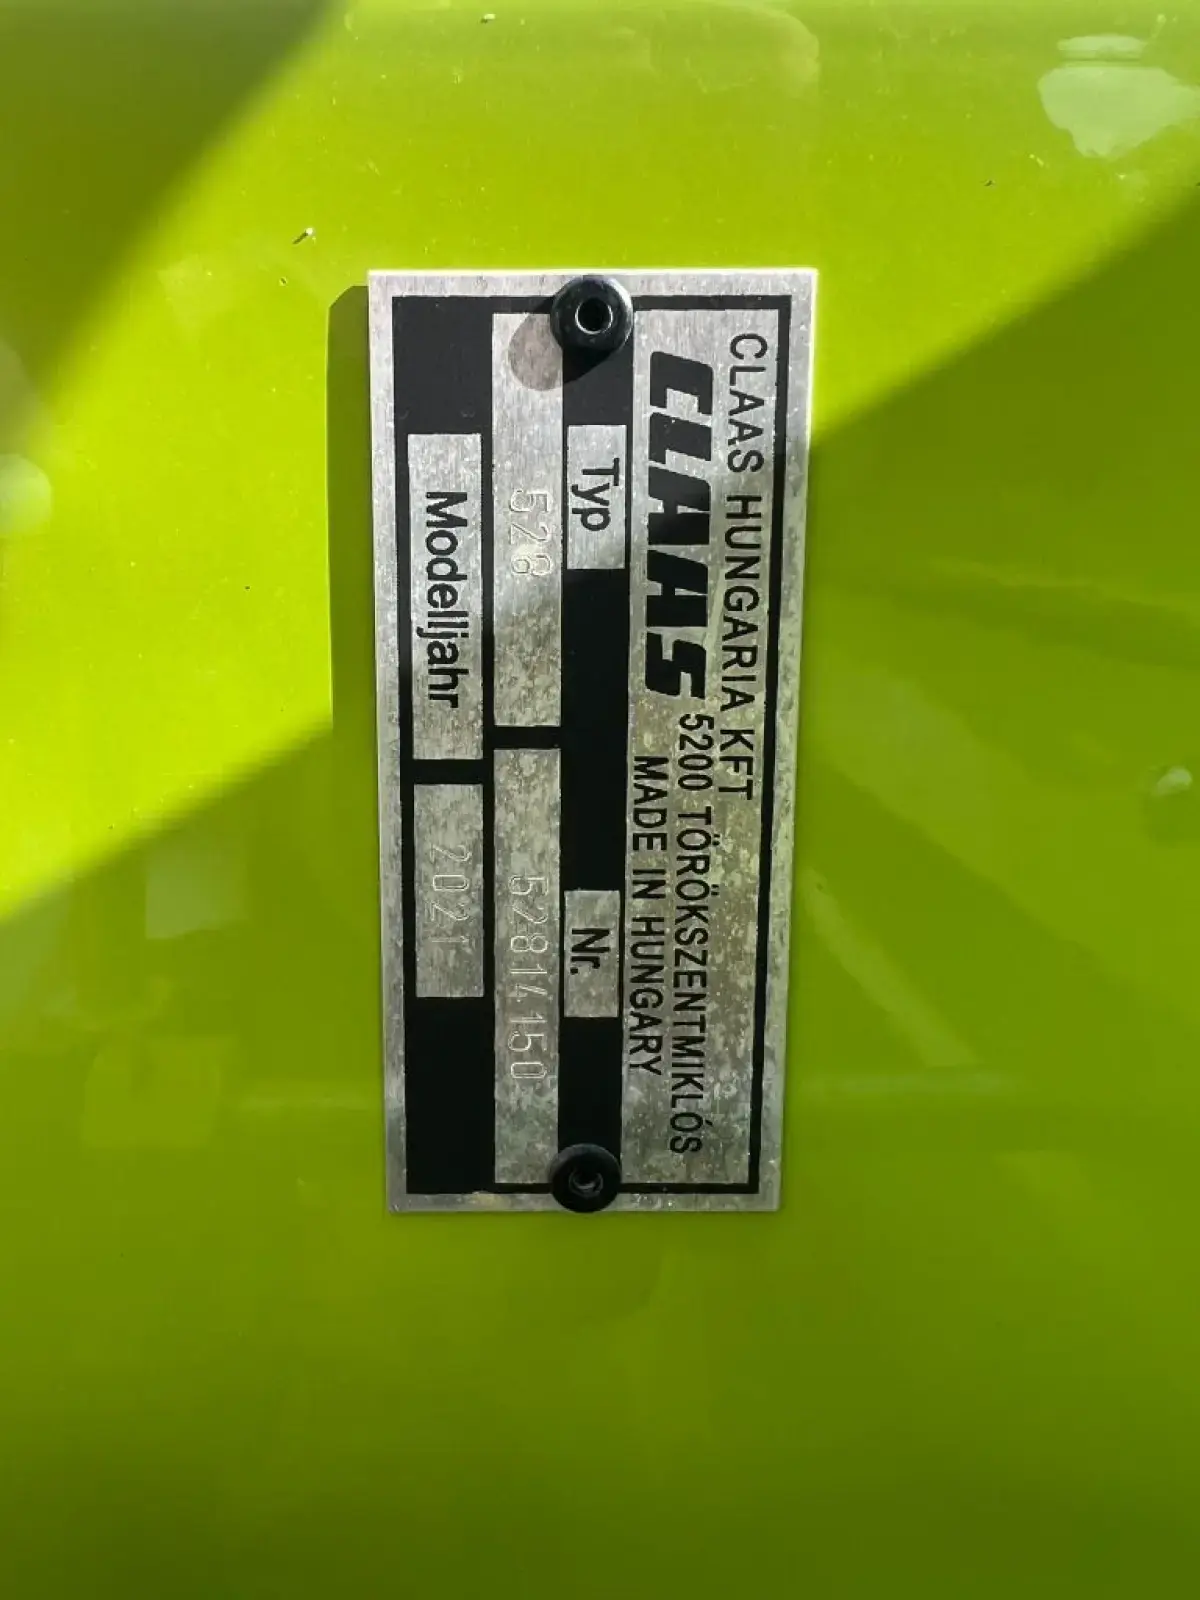 CLAAS HUNGARIA KFT
CLAAS 5200 TÖRÖKSZENTMIKLÓS
MADE IN HUNGARY
Typ Nr.
528 52814150
Modelljahr 2021